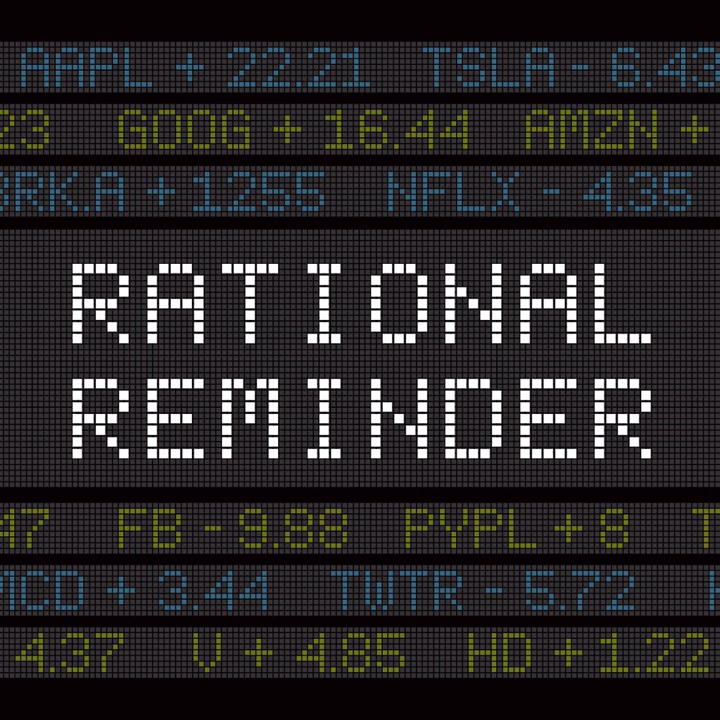 AAPL + 22.21 TSLA - 6.43
23 GOOG + 16.44 AMZN +
BRK.A + 1255 NFLX - 4.35
RATIONAL
REMINDER
47 FB - 9.88 PYPL + 8 T
MCD + 3.44 TWTR - 5.72
4.37 V + 4.85 HD + 1.22